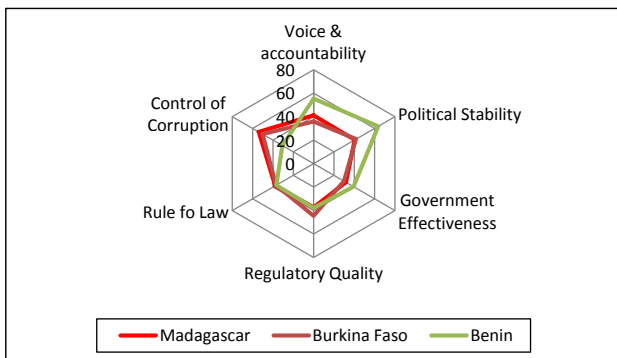 Voice &
accountability
80
60
40
20
0
Control of
Corruption
Political Stability
Rule fo Law
Government
Effectiveness
Regulatory Quality
Madagascar
Burkina Faso
Benin